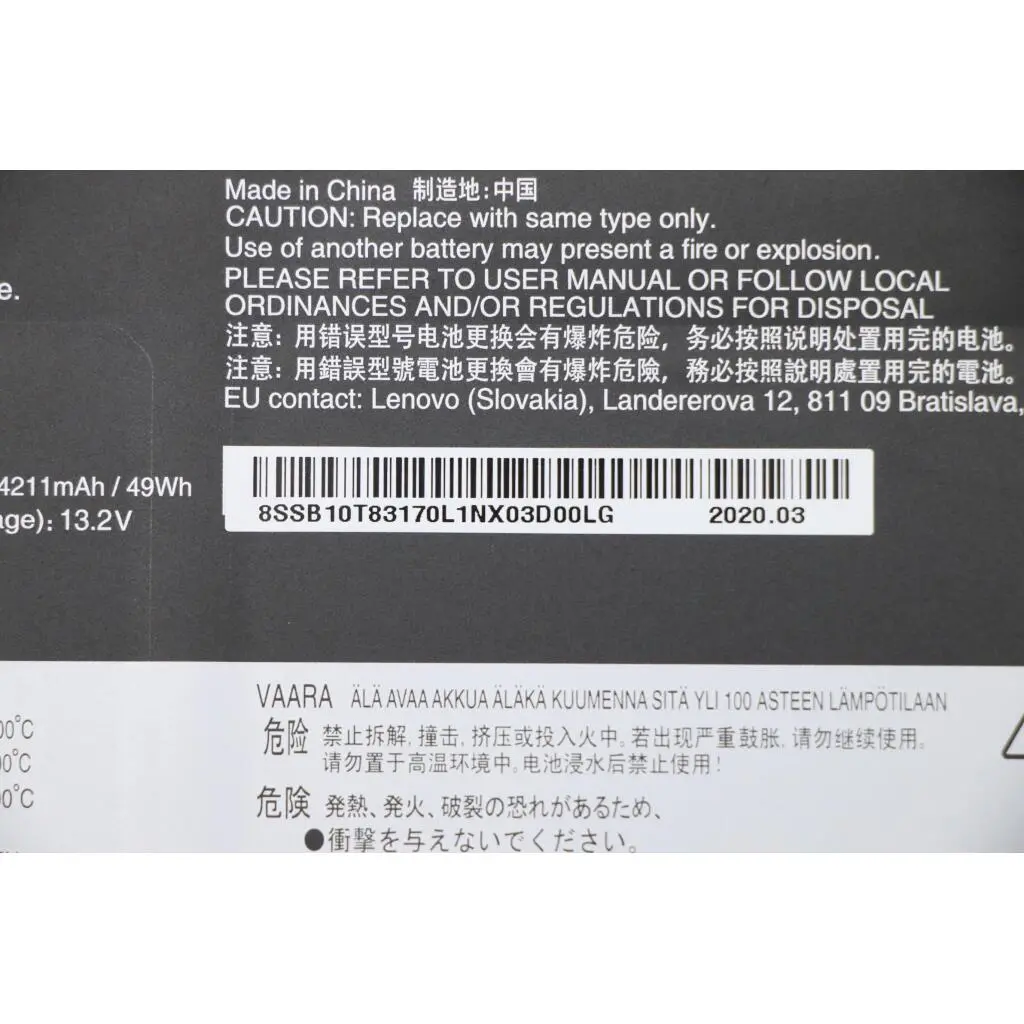 Made in China 制造地:中国
CAUTION: Replace with same type only.
Use of another battery may present a fire or explosion.
e.
PLEASE REFER TO USER MANUAL OR FOLLOW LOCAL
ORDINANCES AND/OR REGULATIONS FOR DISPOSAL
注意：用错误型号电池更换会有爆炸危险，务必按照说明处置用完的电池。
注意：用錯誤型號電池更換會有爆炸危險，務必按照說明處置用完的電池。
EU contact: Lenovo (Slovakia), Landererova 12, 811 09 Bratislava,
4211mAh / 49Wh
age): 13.2V
8SSB10T83170L1NX03D00LG 2020.03
VAARA ÄLÄ AVAA AKKUA ÄLÄKÄ KUUMENNA SITÄ YLI 100 ASTEEN LÄMPÖTILAAN
00°C
危险 禁止拆解, 撞击, 挤压或投入火中. 若出现严重鼓胀, 请勿继续使用.
请勿置于高温环境中. 电池浸水后禁止使用!
00°C
00°C
危険 発熱、発火、破裂の恐れがあるため、
●衝撃を与えないでください。